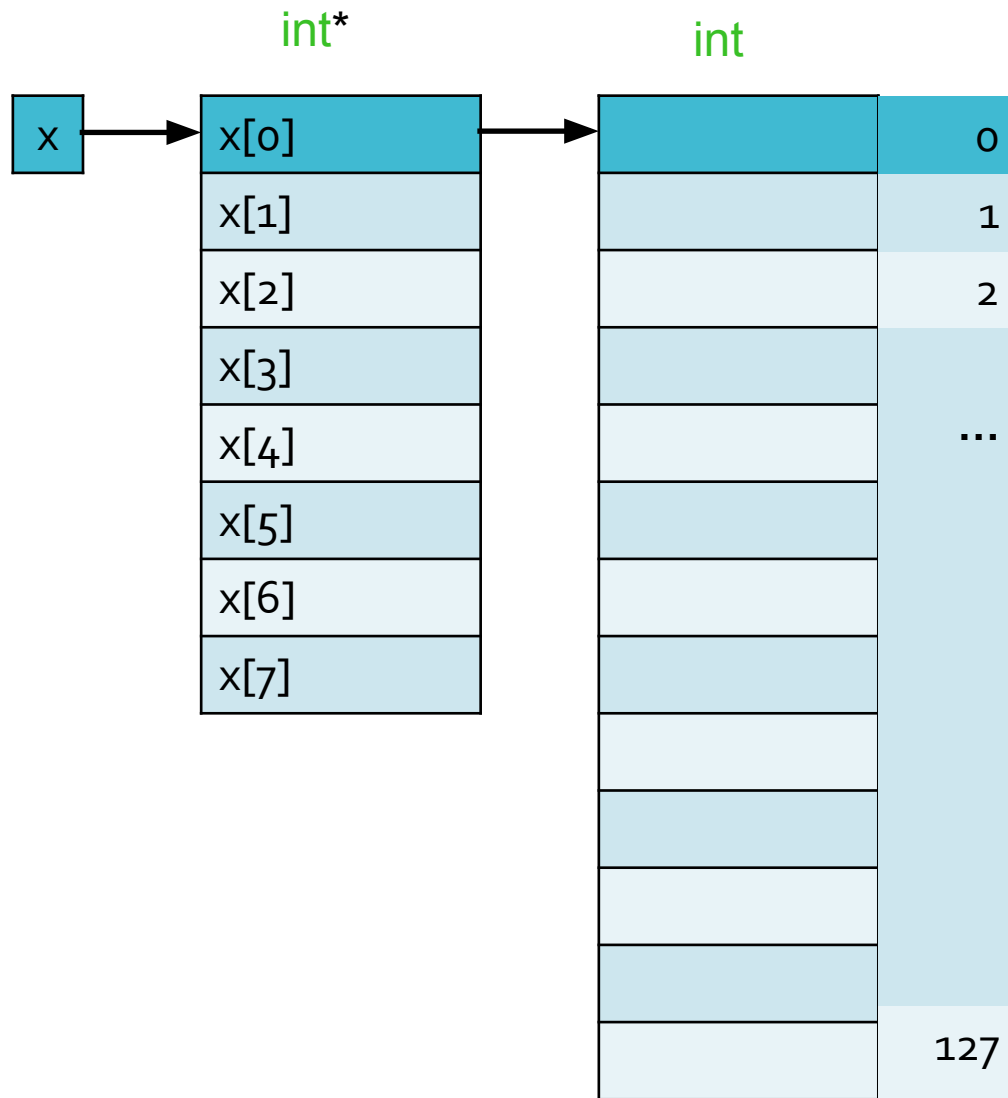 int* int
x x[0] 0
x[1] 1
x[2] 2
x[3]
x[4] ...
x[5]
x[6]
x[7]
127